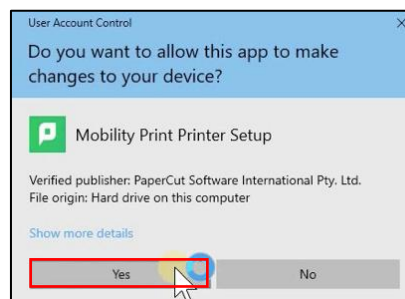 User Account Control
Do you want to allow this app to make
changes to your device?
Mobility Print Printer Setup
Verified publisher: PaperCut Software International Pty. Ltd.
File origin: Hard drive on this computer
Show more details
Yes
No